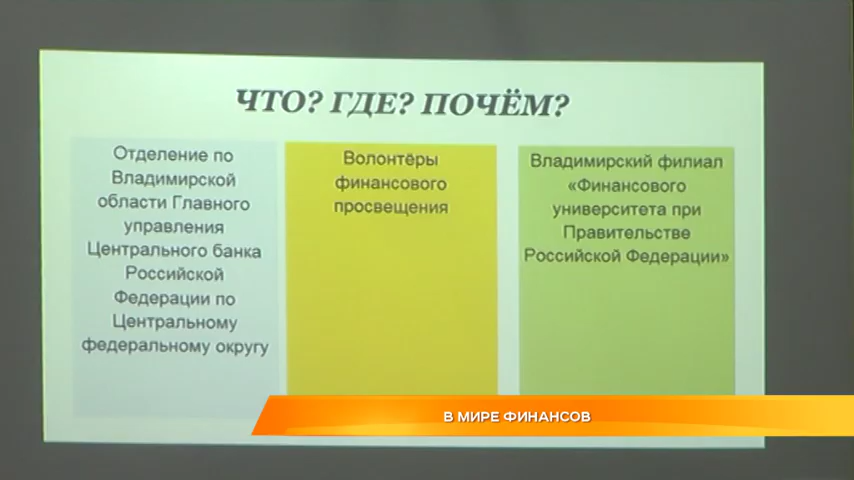 ЧТО? ГДЕ? ПОЧЁМ?
Отделение по
Владимирской
области Главного
управления
Центрального банка
Российской
Федерации по
Центральному
федеральному округу
Волонтёры
финансового
просвещения
Владимирский филиал
«Финансового
университета при
Правительстве
Российской Федерации»
В МИРЕ ФИНАНСОВ